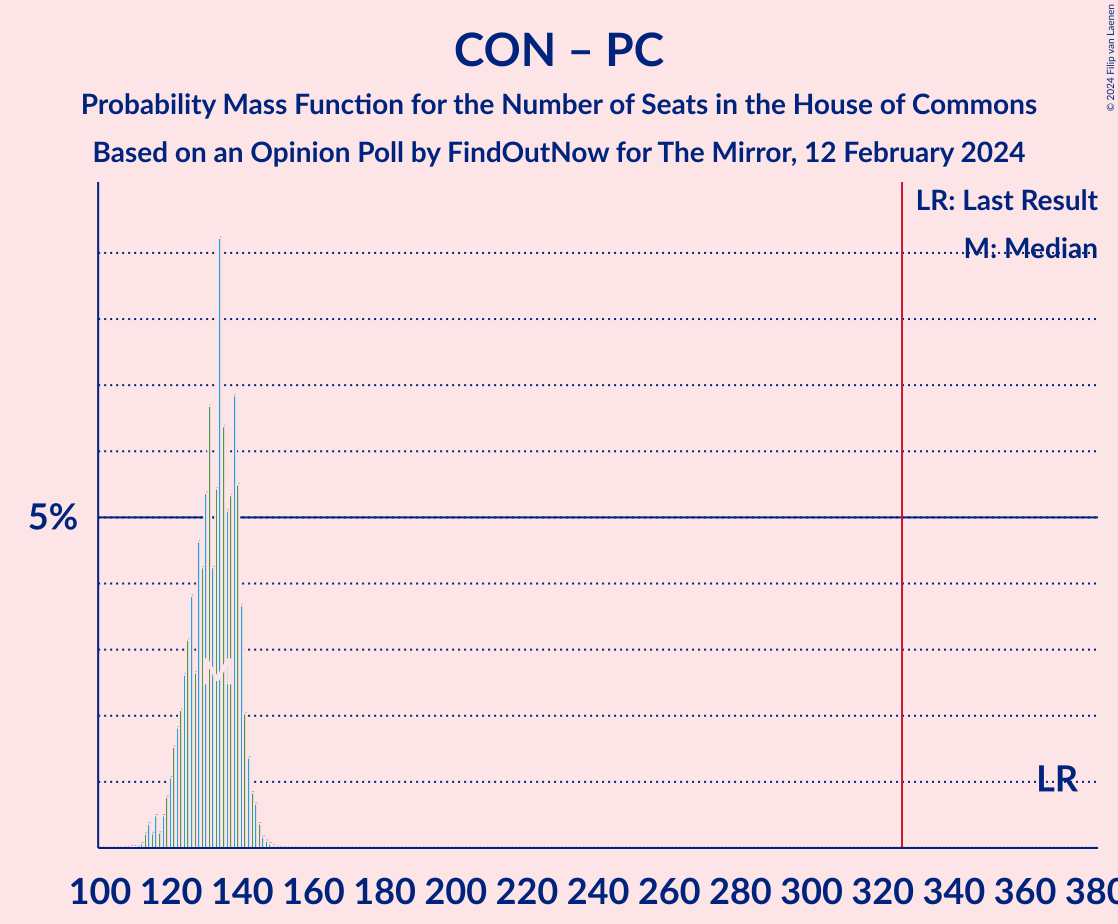 CON – PC
Probability Mass Function for the Number of Seats in the House of Commons
Based on an Opinion Poll by FindOutNow for The Mirror, 12 February 2024
© 2024 Filip van Laenen
LR: Last Result
M: Median
5%
M
LR
100 120 140 160 180 200 220 240 260 280 300 320 340 360 380